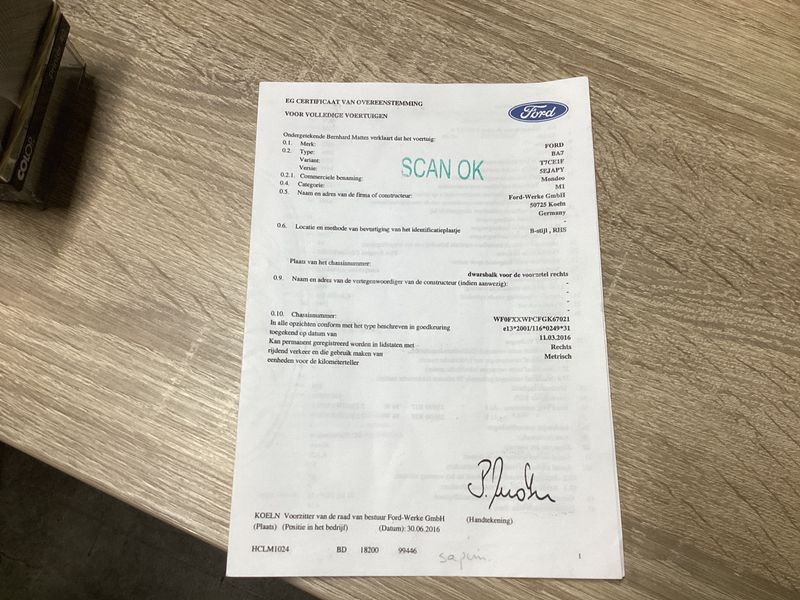 EG CERTIFICAAT VAN OVEREENSTEMMING
VOOR VOLLEDIGE VOERTUIGEN
Ford
Ondergetekende Bernhard Mattes verklaart dat het voertuig:
0.1. Merk: FORD
0.2. Type: BA7
Variant: T7CE1F
Versie: 5EJAPY
SCAN OK
0.2.1. Commerciele benaming: Mondeo
0.4. Categorie: M1
0.5. Naam en adres van de firma of constructeur: Ford-Werke GmbH
50725 Koeln
Germany
-
0.6. Locatie en methode van bevestiging van het identificatieplaatje B-stijl , RHS
Plaats van het chassisnummer:
dwarsbalk voor de voorzetel rechts
0.9. Naam en adres van de vertegenwoordiger van de constructeur (indien aanwezig): -
-
-
-
0.10. Chassisnummer: WF0FXXWPCFGK67021
In alle opzichten conform met het type beschreven in goedkeuring e13*2001/116*0249*31
toegekend op datum van 11.03.2016
Kan permanent geregistreerd worden in lidstaten met Rechts
rijdend verkeer en die gebruik maken van Metrisch
eenheden voor de kilometerteller
KOELN Voorzitter van de raad van bestuur Ford-Werke GmbH
(Plaats) (Positie in het bedrijf) (Datum): 30.06.2016 (Handtekening)
HCLM1024 BD 18200 99446 1
COLOP